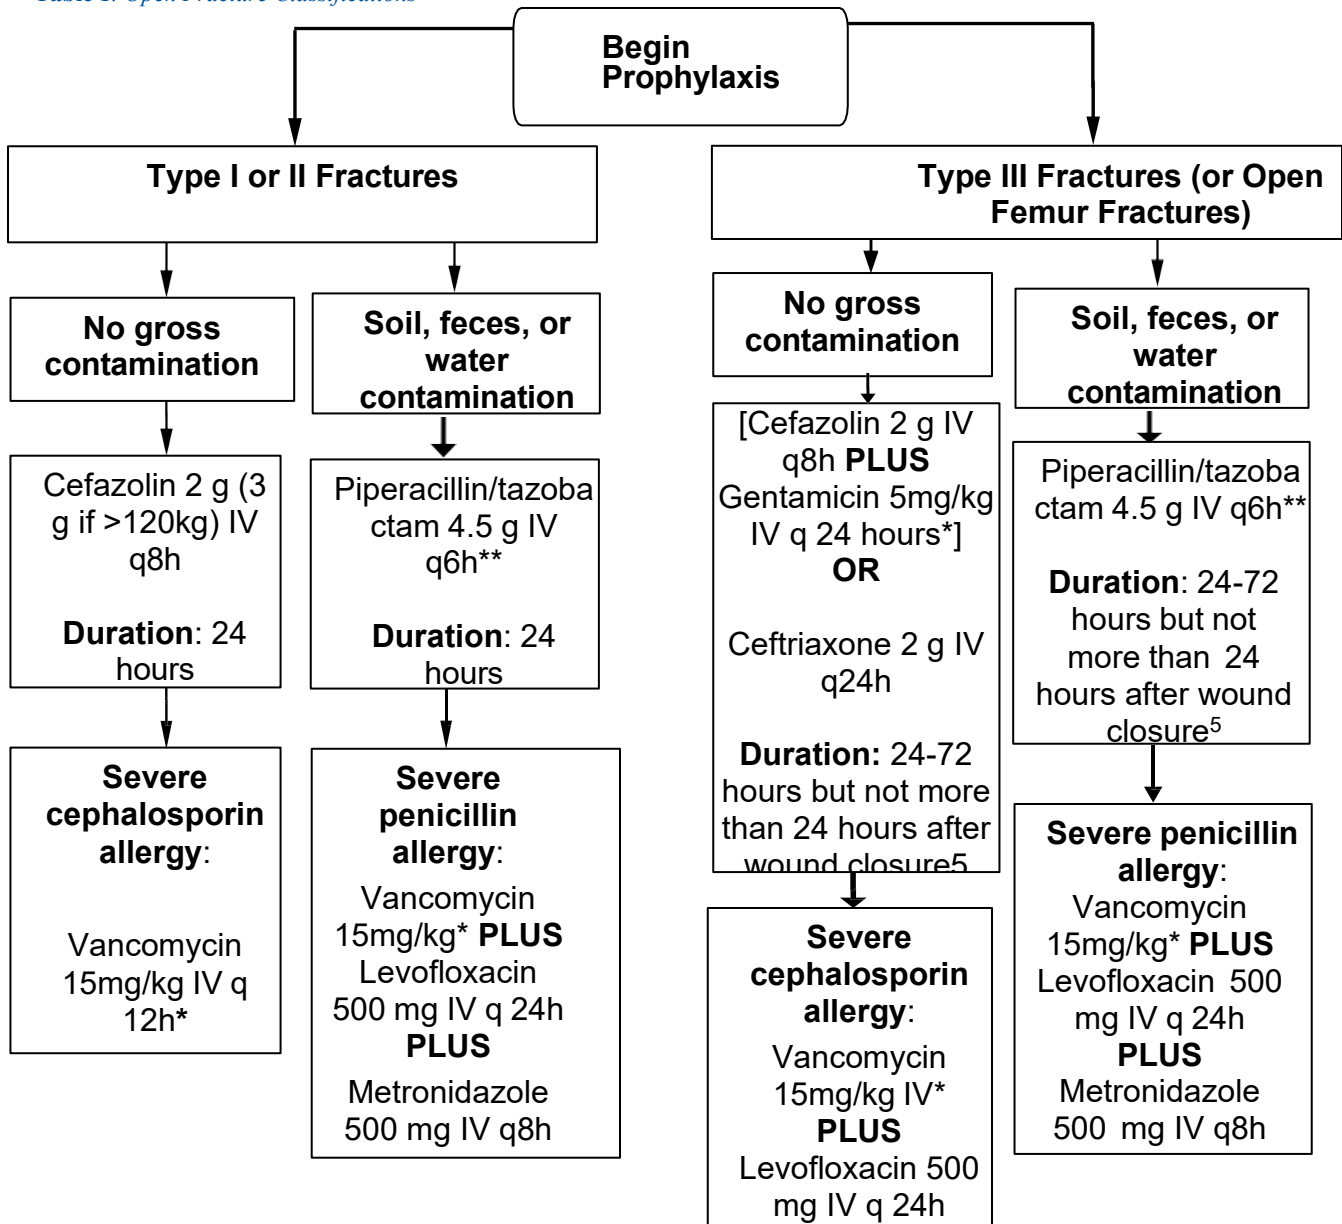 Table 1. Open Fracture Classifications
Begin
Prophylaxis
Type I or II Fractures
Type III Fractures (or Open
Femur Fractures)
No gross
contamination
Soil, feces, or
water
contamination
No gross
contamination
Soil, feces, or
water
contamination
Cefazolin 2 g (3
g if >120kg) IV
q8h
Duration: 24
hours
Piperacillin/tazoba
ctam 4.5 g IV
q6h**
Duration: 24
hours
[Cefazolin 2 g IV
q8h PLUS
Gentamicin 5mg/kg
IV q 24 hours*]
OR
Ceftriaxone 2 g IV
q24h
Duration: 24-72
hours but not more
than 24 hours after
wound closure5
Piperacillin/tazoba
ctam 4.5 g IV q6h**
Duration: 24-72
hours but not
more than 24
hours after wound
closure5
Severe
cephalosporin
allergy:
Vancomycin
15mg/kg IV q
12h*
Severe
penicillin
allergy:
Vancomycin
15mg/kg* PLUS
Levofloxacin
500 mg IV q 24h
PLUS
Metronidazole
500 mg IV q8h
Severe
cephalosporin
allergy:
Vancomycin
15mg/kg IV*
PLUS
Levofloxacin 500
mg IV q 24h
Severe penicillin
allergy:
Vancomycin
15mg/kg* PLUS
Levofloxacin 500
mg IV q 24h
PLUS
Metronidazole
500 mg IV q8h